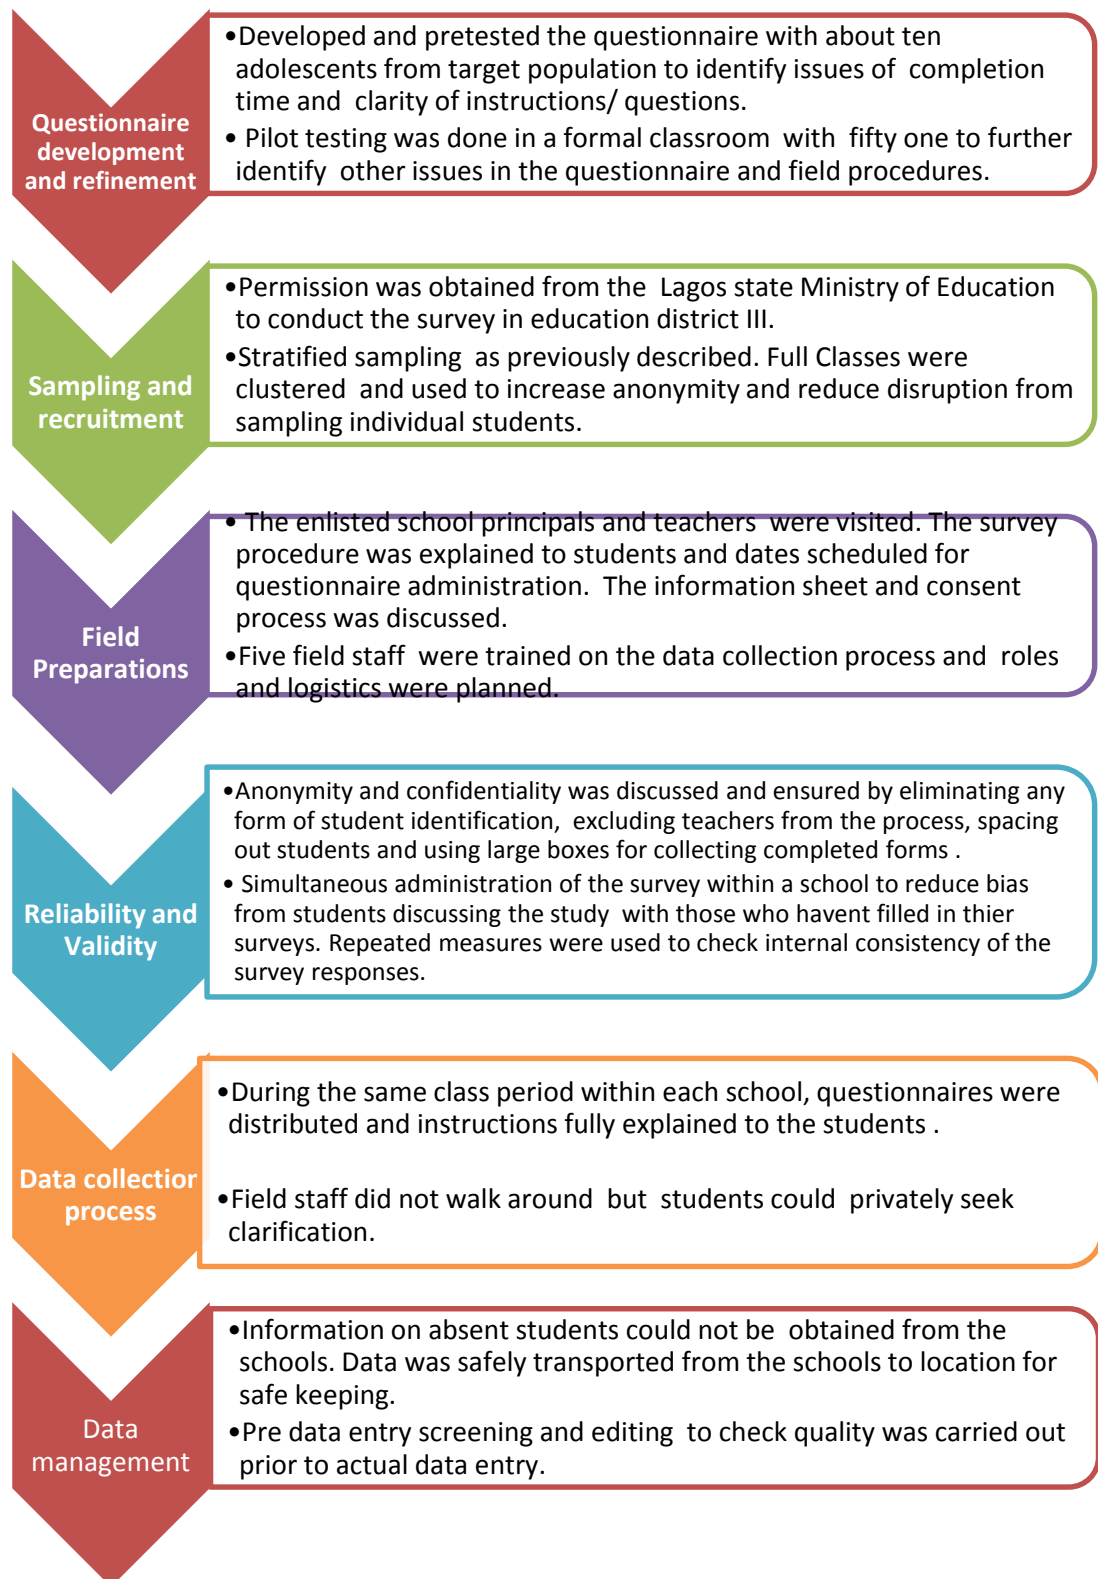 Questionnaire
development
and refinement
•Developed and pretested the questionnaire with about ten
adolescents from target population to identify issues of completion
time and clarity of instructions/ questions.
• Pilot testing was done in a formal classroom with fifty one to further
identify other issues in the questionnaire and field procedures.
Sampling and
recruitment
•Permission was obtained from the Lagos state Ministry of Education
to conduct the survey in education district III.
•Stratified sampling as previously described. Full Classes were
clustered and used to increase anonymity and reduce disruption from
sampling individual students.
Field
Preparations
• The enlisted school principals and teachers were visited. The survey
procedure was explained to students and dates scheduled for
questionnaire administration. The information sheet and consent
process was discussed.
•Five field staff were trained on the data collection process and roles
and logistics were planned.
Reliability and
Validity
•Anonymity and confidentiality was discussed and ensured by eliminating any
form of student identification, excluding teachers from the process, spacing
out students and using large boxes for collecting completed forms .
• Simultaneous administration of the survey within a school to reduce bias
from students discussing the study with those who havent filled in thier
surveys. Repeated measures were used to check internal consistency of the
survey responses.
Data collection
process
•During the same class period within each school, questionnaires were
distributed and instructions fully explained to the students .
•Field staff did not walk around but students could privately seek
clarification.
Data
management
•Information on absent students could not be obtained from the
schools. Data was safely transported from the schools to location for
safe keeping.
•Pre data entry screening and editing to check quality was carried out
prior to actual data entry.